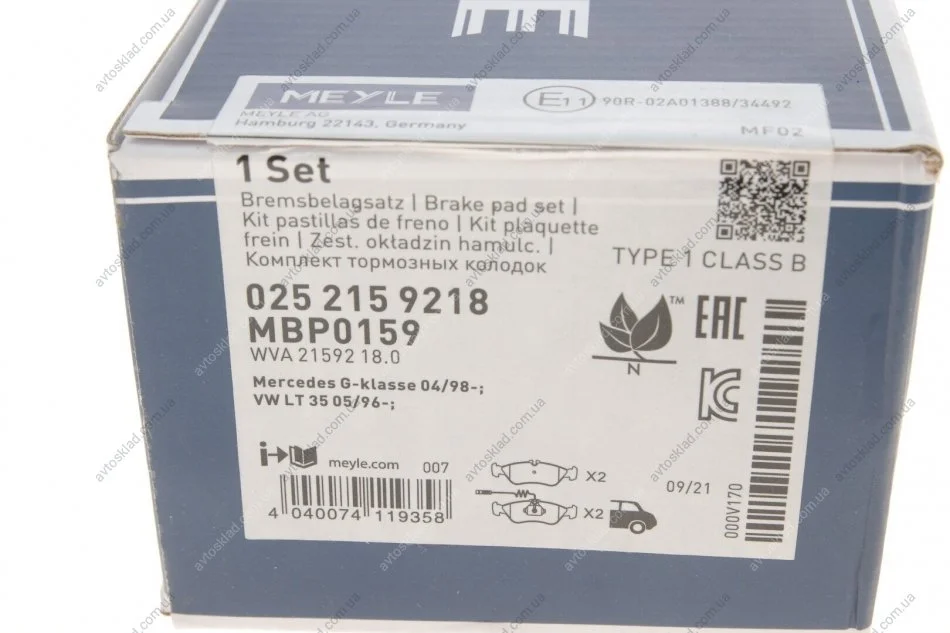 MEYLE
MEYLE AG
Hamburg 22143, Germany
E11 90R-02A01388/34492
MF02
1 Set
Bremsbelagsatz | Brake pad set |
Kit pastillas de freno | Kit plaquette
frein | Zest. okładzin hamulc. |
Комплект тормозных колодок
TYPE 1 CLASS B
025 215 9218
MBP0159
WVA 21592 18.0
TM
N
EAC
Mercedes G-klasse 04/98-;
VW LT 35 05/96-;
i
meyle.com
007
X2
X2
09/21
000V170
4 040074 119358
avtosklad.com.ua